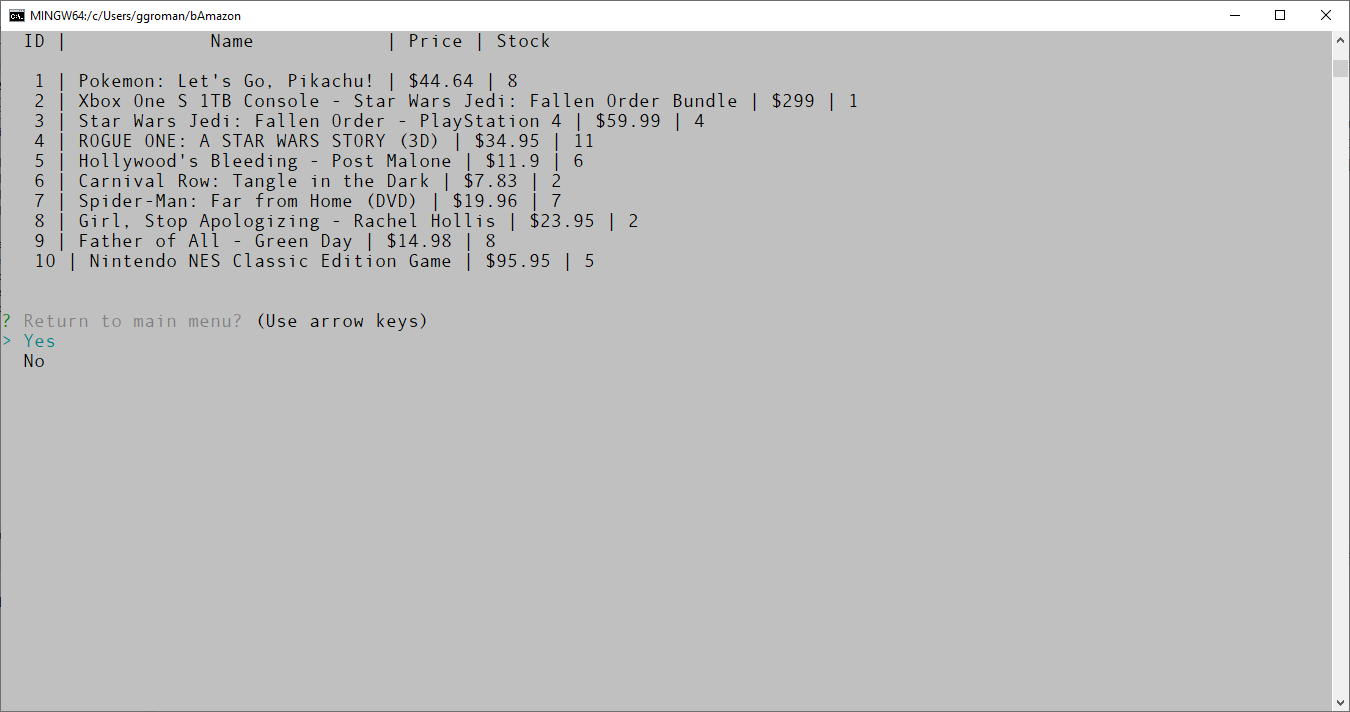 MINGW64:/c/Users/ggroman/bAmazon
ID | Name | Price | Stock
1 | Pokemon: Let's Go, Pikachu! | $44.64 | 8
2 | Xbox One S 1TB Console - Star Wars Jedi: Fallen Order Bundle | $299 | 1
3 | Star Wars Jedi: Fallen Order - PlayStation 4 | $59.99 | 4
4 | ROGUE ONE: A STAR WARS STORY (3D) | $34.95 | 11
5 | Hollywood's Bleeding - Post Malone | $11.9 | 6
6 | Carnival Row: Tangle in the Dark | $7.83 | 2
7 | Spider-Man: Far from Home (DVD) | $19.96 | 7
8 | Girl, Stop Apologizing - Rachel Hollis | $23.95 | 2
9 | Father of All - Green Day | $14.98 | 8
10 | Nintendo NES Classic Edition Game | $95.95 | 5
? Return to main menu? (Use arrow keys)
> Yes
No